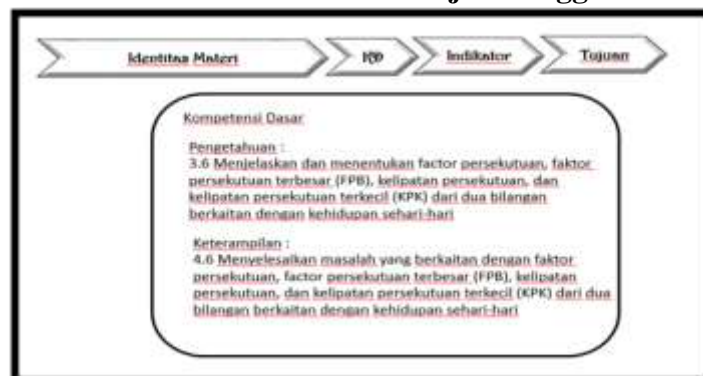 Identitas Materi
KD
Indikator
Tujuan
Kompetensi Dasar
Pengetahuan :
3.6 Menjelaskan dan menentukan factor persekutuan, faktor
persekutuan terbesar (FPB), kelipatan persekutuan, dan
kelipatan persekutuan terkecil (KPK) dari dua bilangan
berkaitan dengan kehidupan sehari-hari
Keterampilan :
4.6 Menyelesaikan masalah yang berkaitan dengan faktor
persekutuan, factor persekutuan terbesar (FPB), kelipatan
persekutuan, dan kelipatan persekutuan terkecil (KPK) dari dua
bilangan berkaitan dengan kehidupan sehari-hari